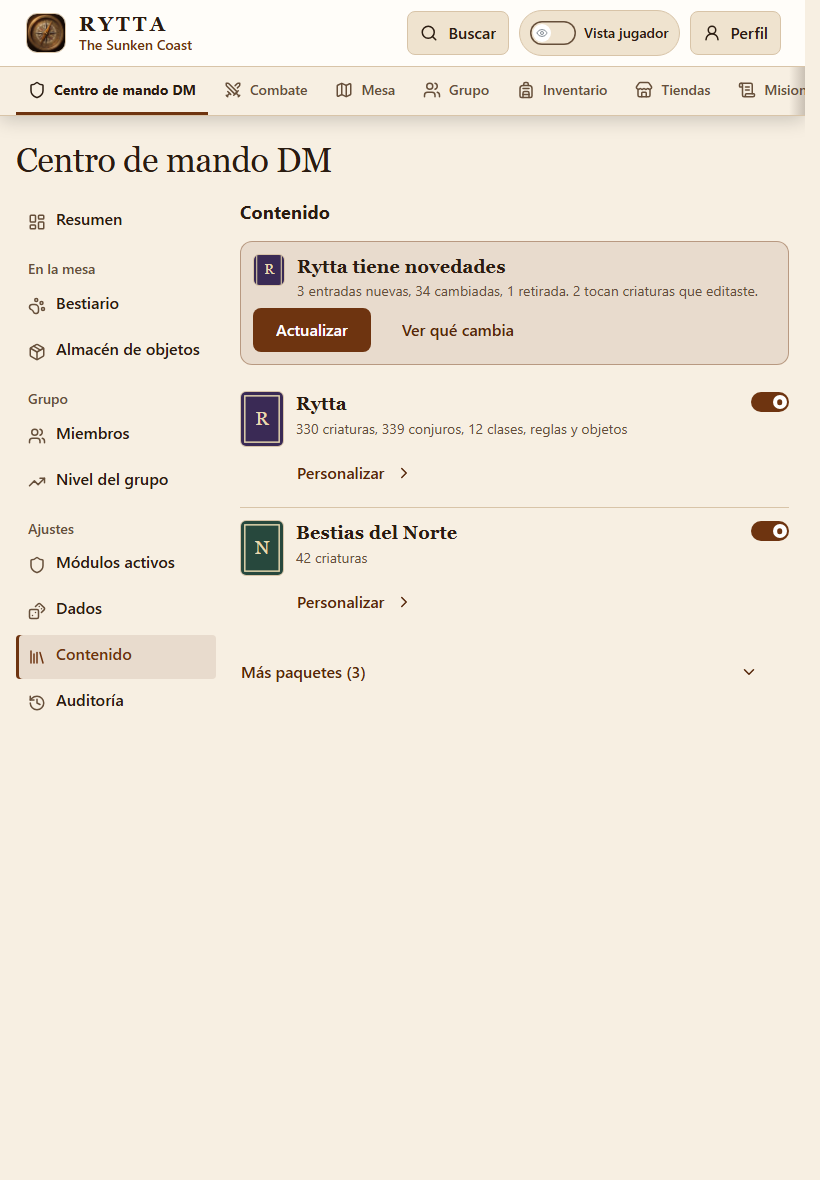 RYTTA
The Sunken Coast
Buscar
Vista jugador
Perfil
Centro de mando DM
Combate
Mesa
Grupo
Inventario
Tiendas
Mision
Centro de mando DM
Resumen
En la mesa
Bestiario
Almacén de objetos
Grupo
Miembros
Nivel del grupo
Ajustes
Módulos activos
Dados
Contenido
Auditoría
Contenido
R
Rytta tiene novedades
3 entradas nuevas, 34 cambiadas, 1 retirada. 2 tocan criaturas que editaste.
Actualizar
Ver qué cambia
R
Rytta
330 criaturas, 339 conjuros, 12 clases, reglas y objetos
Personalizar
N
Bestias del Norte
42 criaturas
Personalizar
Más paquetes (3)